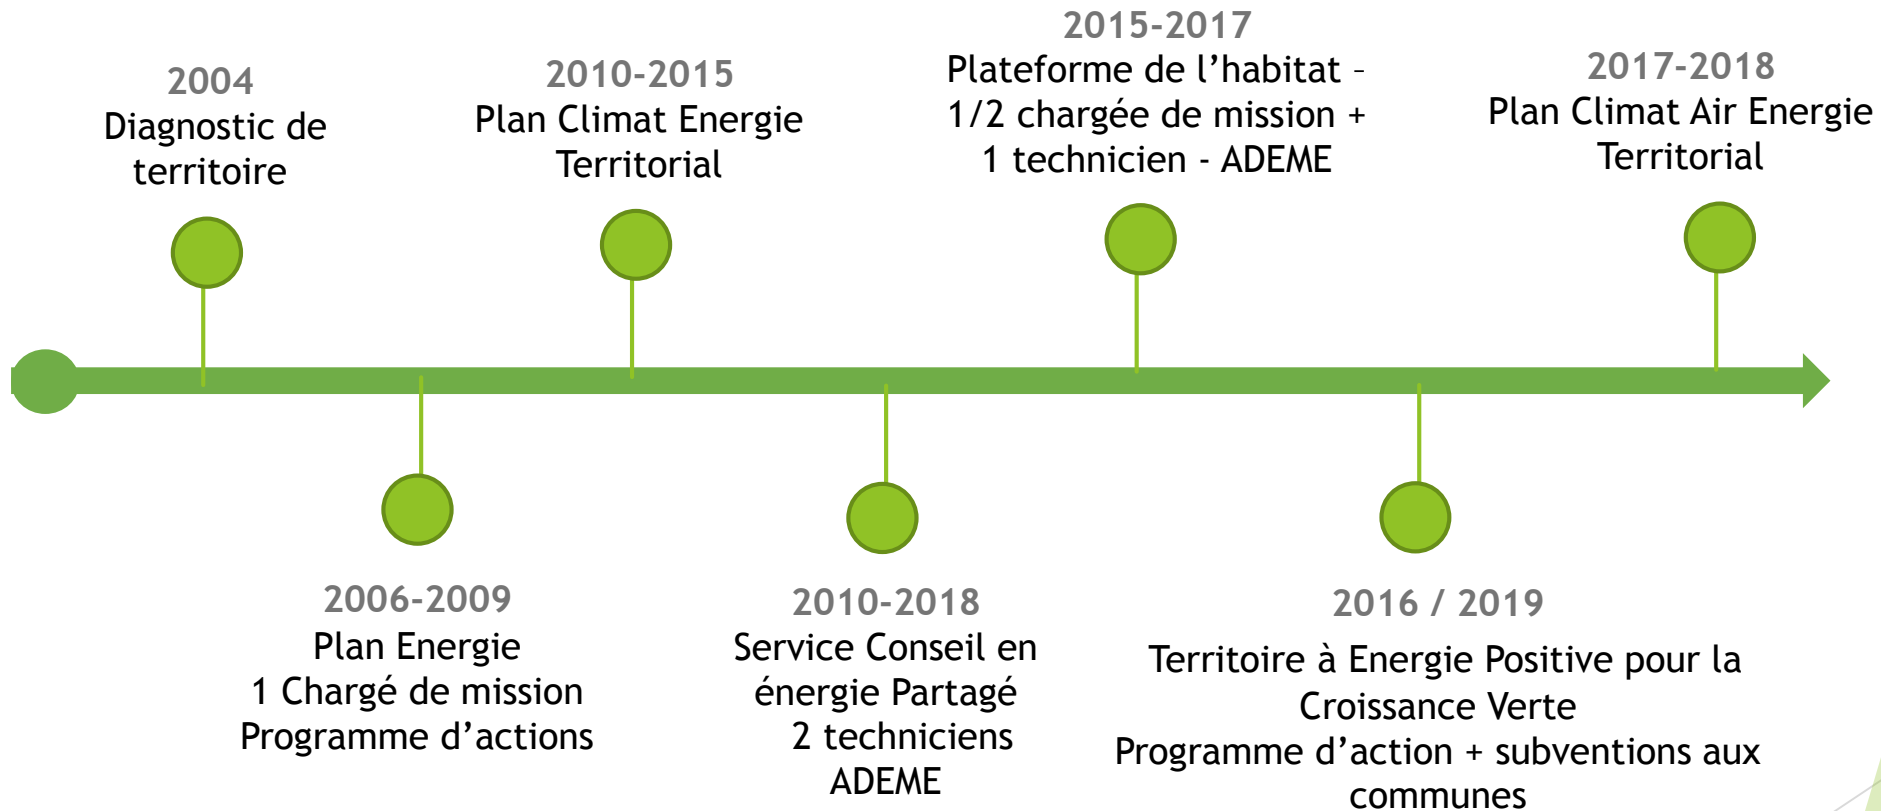 2004
Diagnostic de
territoire
2010-2015
Plan Climat Energie
Territorial
2015-2017
Plateforme de l’habitat –
1/2 chargée de mission +
1 technicien - ADEME
2017-2018
Plan Climat Air Energie
Territorial
2006-2009
Plan Energie
1 Chargé de mission
Programme d’actions
2010-2018
Service Conseil en
énergie Partagé
2 techniciens
ADEME
2016 / 2019
Territoire à Energie Positive pour la
Croissance Verte
Programme d’action + subventions aux
communes